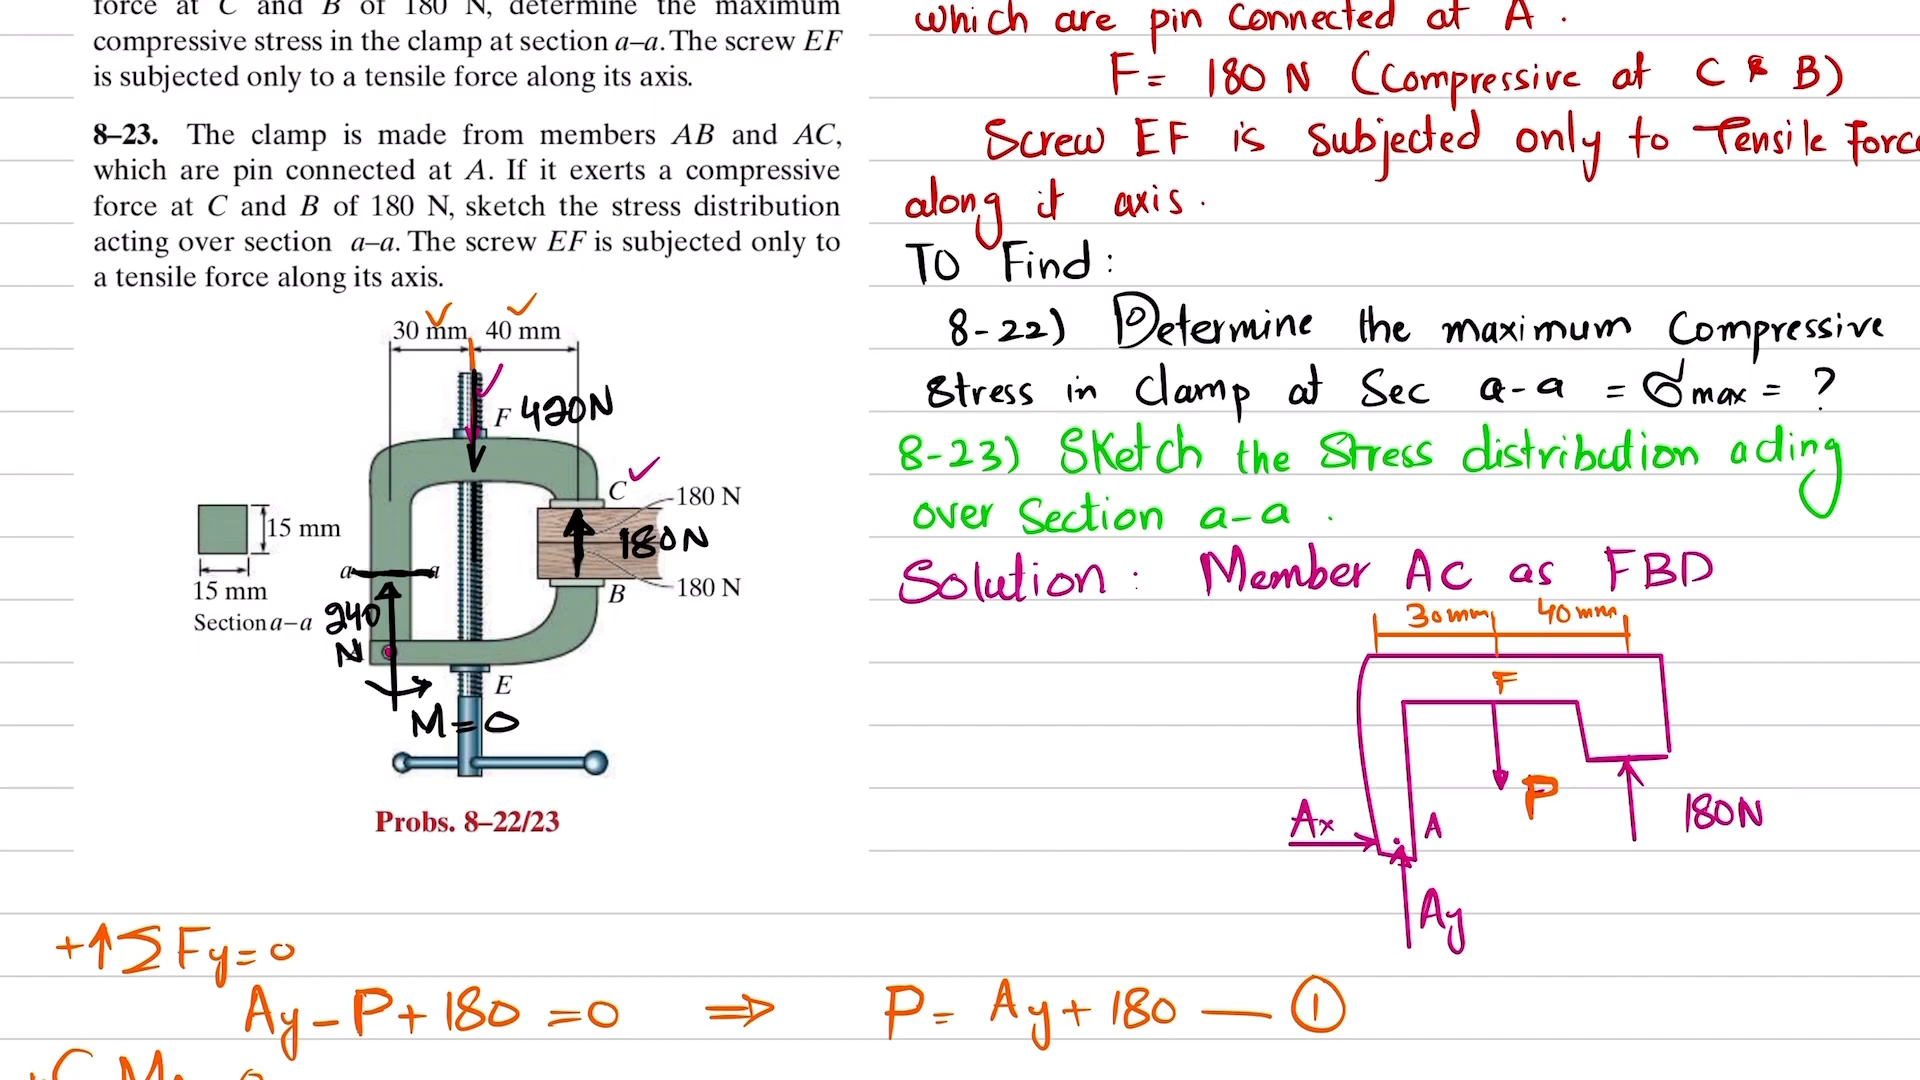 force at C and B of 180 N, determine the maximum
compressive stress in the clamp at section a–a. The screw EF
is subjected only to a tensile force along its axis.
8–23. The clamp is made from members AB and AC,
which are pin connected at A. If it exerts a compressive
force at C and B of 180 N, sketch the stress distribution
acting over section a–a. The screw EF is subjected only to
a tensile force along its axis.
30 mm 40 mm
F 420N
C
180 N
180N
180 N
B
15 mm
15 mm
Section a–a
a a
240
N
E
M=0
Probs. 8–22/23
which are pin connected at A.
F= 180 N (Compressive at C & B)
Screw EF is Subjected only to Tensile Force
along it axis.
TO Find:
8-22) Determine the maximum Compressive
Stress in Clamp at Sec a-a = σmax = ?
8-23) Sketch the Stress distribution acting
over Section a-a.
Solution: Member AC as FBD
30mm 40mm
F
P
180N
Ax
A
Ay
+↑ΣFy=0
Ay-P+180=0 ⇒ P= Ay+180 — ①